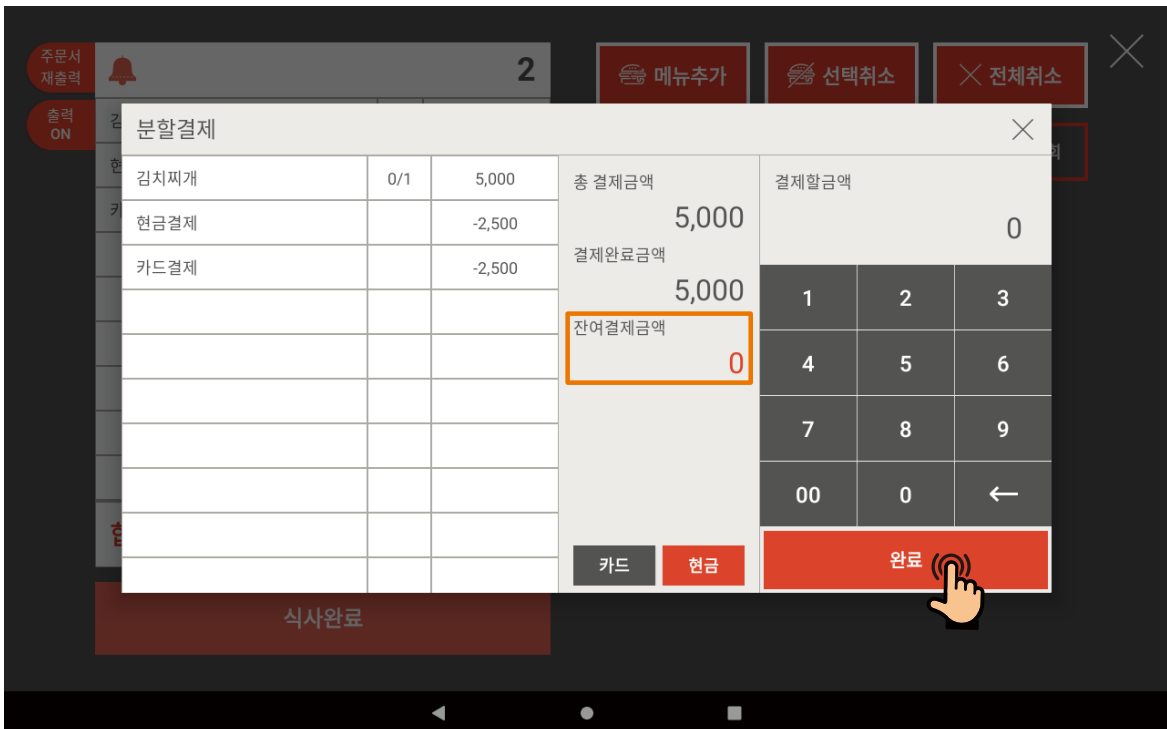 주문서
재출력
2
메뉴추가
선택취소
전체취소
출력
ON
분할결제
김치찌개 0/1 5,000
현금결제 -2,500
카드결제 -2,500
총 결제금액
5,000
결제완료금액
5,000
잔여결제금액
0
카드 현금
결제할금액
0
1 2 3
4 5 6
7 8 9
00 0 ←
완료
식사완료